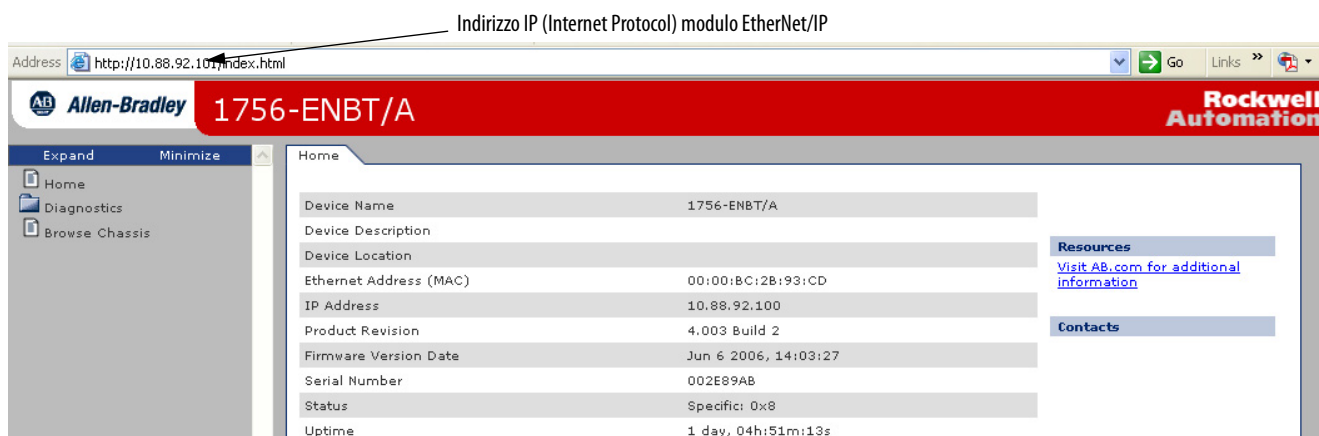 Indirizzo IP (Internet Protocol) modulo EtherNet/IP
Address http://10.88.92.101/index.html Go Links »
AB Allen-Bradley 1756-ENBT/A Rockwell Automation
Expand Minimize
Home
Diagnostics
Browse Chassis
Home
Device Name 1756-ENBT/A
Device Description
Device Location
Ethernet Address (MAC) 00:00:BC:2B:93:CD
IP Address 10.88.92.100
Product Revision 4.003 Build 2
Firmware Version Date Jun 6 2006, 14:03:27
Serial Number 002E89AB
Status Specific: 0x8
Uptime 1 day, 04h:51m:13s
Resources
Visit AB.com for additional
information
Contacts